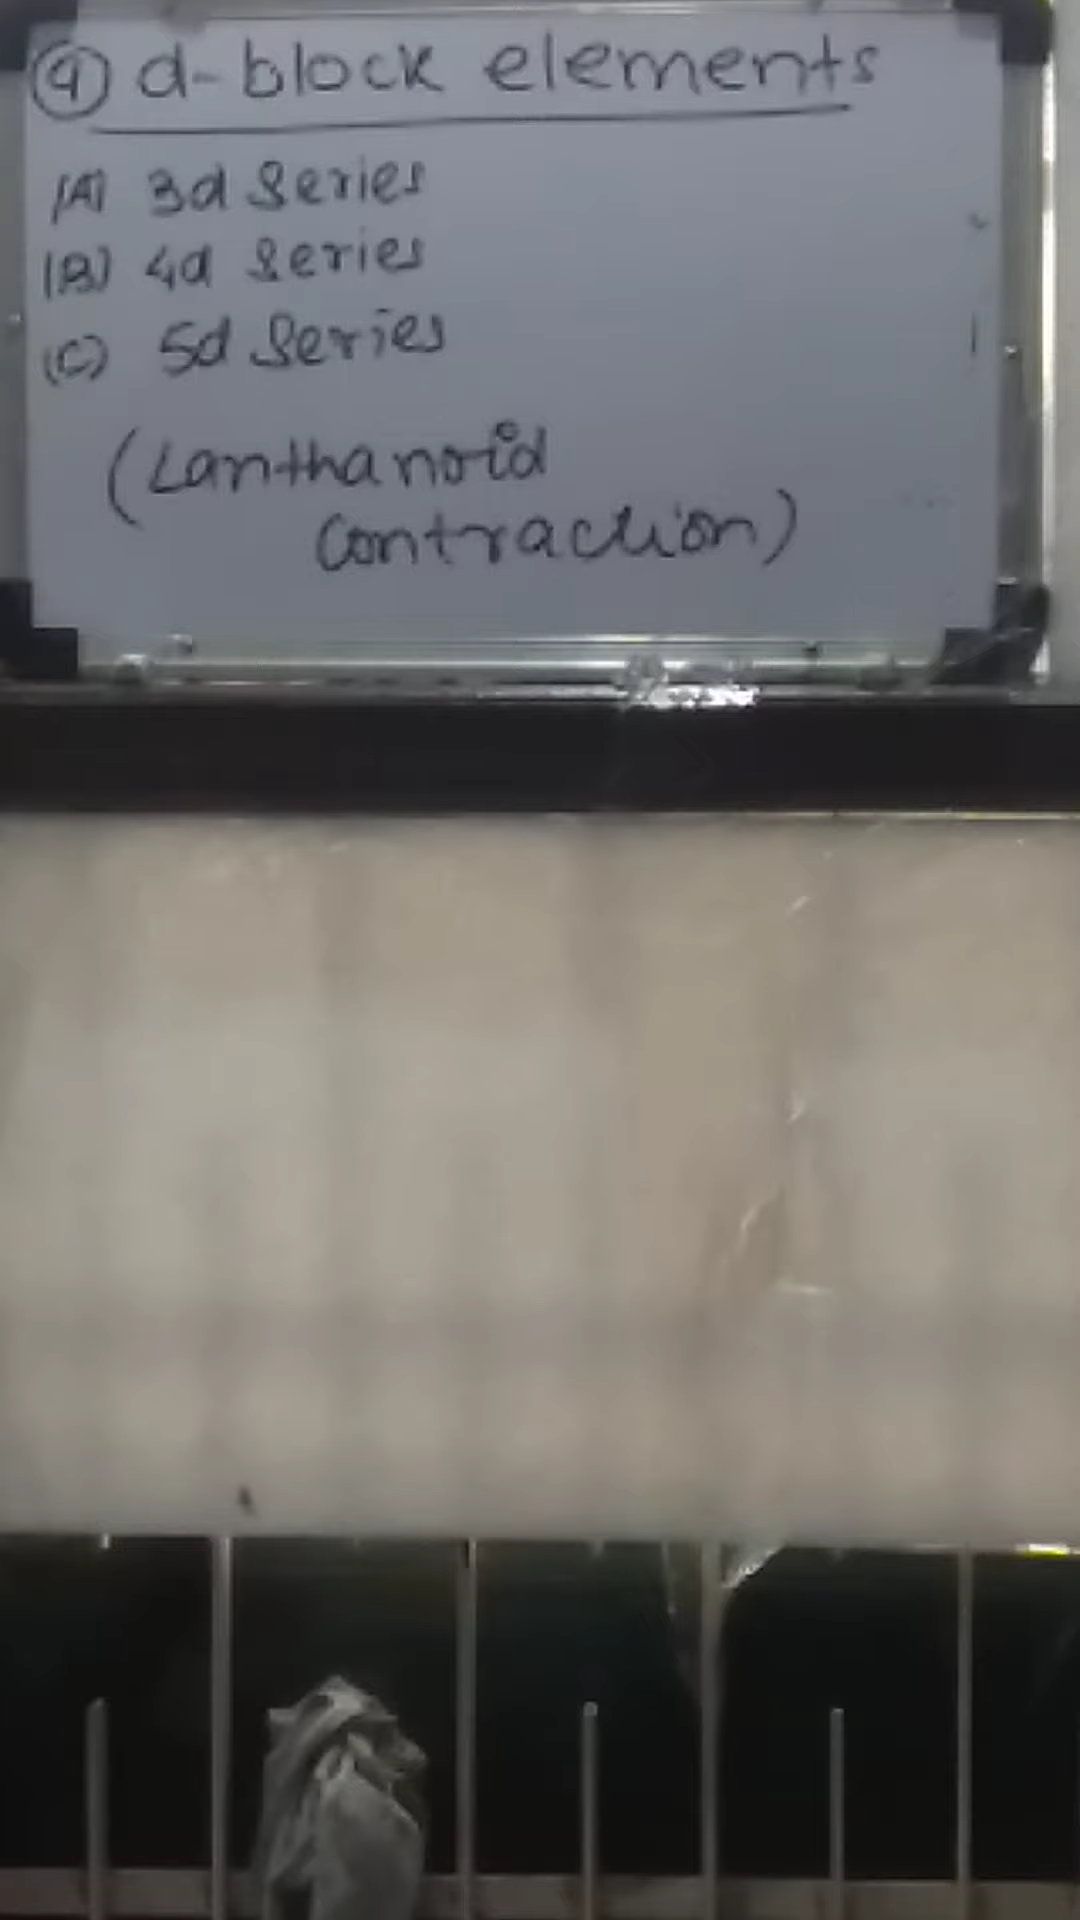 ④ d-block elements
(A) 3d Series
(B) 4d Series
(C) 5d Series
(Lanthanoid
Contraction)